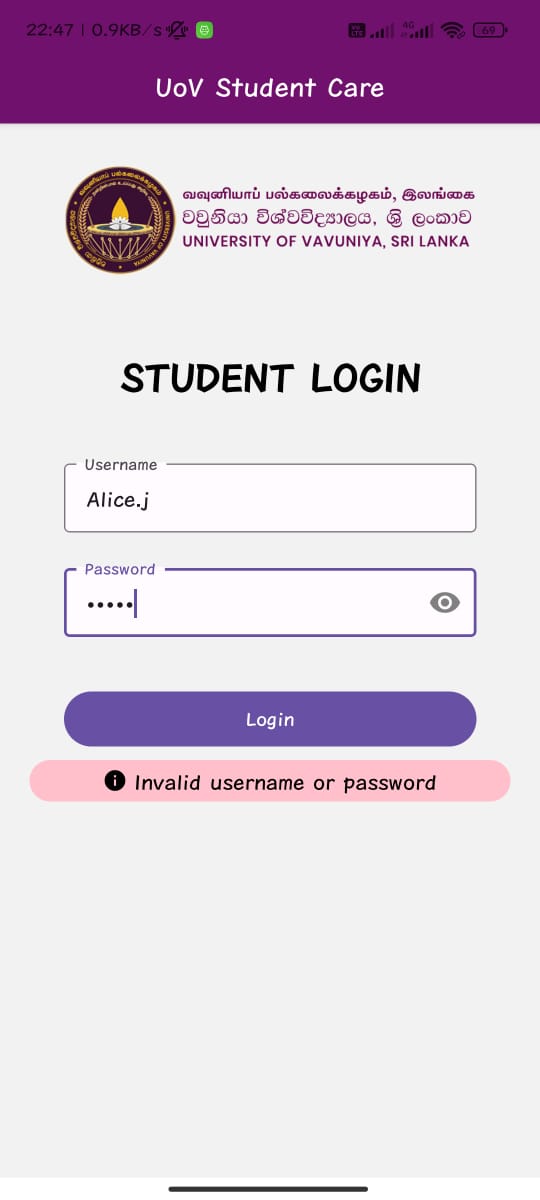 22:47 | 0.9KB/s
4G
69
UoV Student Care
வவுனியாப் பல்கலைக்கழகம், இலங்கை
වවුනියා විශ්වවිද්‍යාලය, ශ්‍රි ලංකාව
UNIVERSITY OF VAVUNIYA, SRI LANKA
STUDENT LOGIN
Username
Alice.j
Password
•••••
Login
Invalid username or password